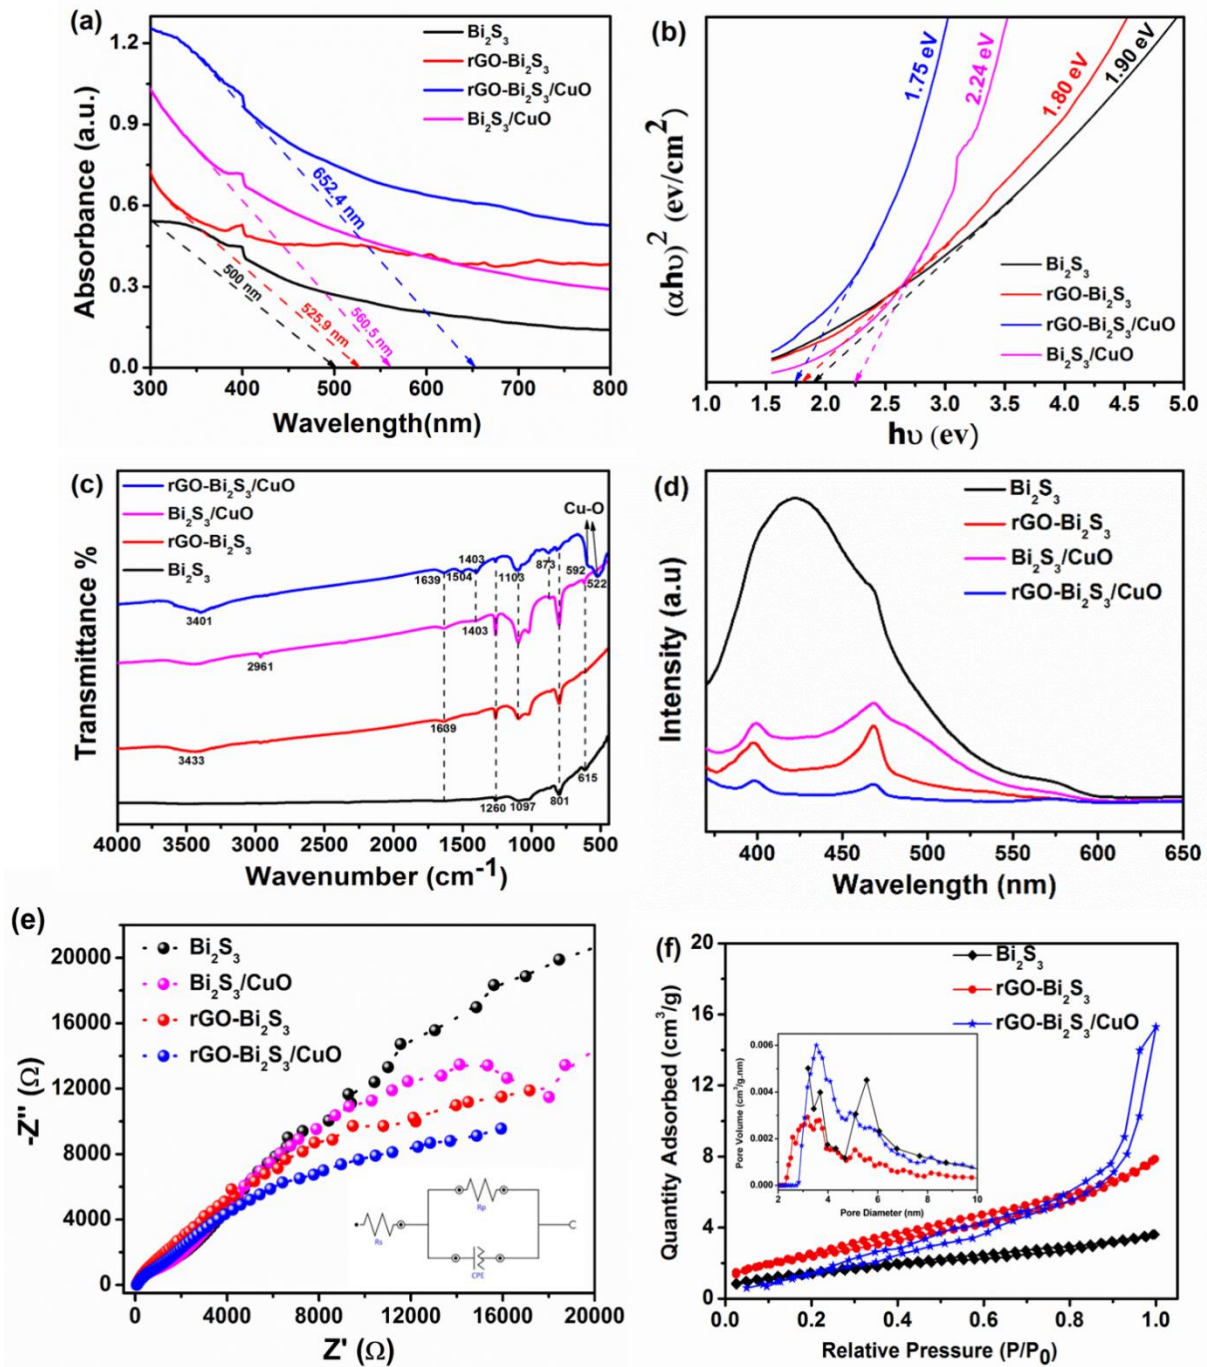 (a)
Bi₂S₃
rGO-Bi₂S₃
rGO-Bi₂S₃/CuO
Bi₂S₃/CuO
1.2
0.9
0.6
0.3
0.0
652.4 nm
500 nm
525.9 nm
560.5 nm
300 400 500 600 700 800
Absorbance (a.u.)
Wavelength(nm)
(b)
1.75 eV
2.24 eV
1.80 eV
1.90 eV
Bi₂S₃
rGO-Bi₂S₃
rGO-Bi₂S₃/CuO
Bi₂S₃/CuO
1.0 1.5 2.0 2.5 3.0 3.5 4.0 4.5 5.0
(αhυ)² (ev/cm²)
hυ (ev)
(c)
rGO-Bi₂S₃/CuO
Bi₂S₃/CuO
rGO-Bi₂S₃
Bi₂S₃
Cu-O
1639
1504
1403
1103
873
592
522
3401
1403
2961
1639
3433
1260
1097
801
615
4000 3500 3000 2500 2000 1500 1000 500
Transmittance %
Wavenumber (cm⁻¹)
(d)
Bi₂S₃
rGO-Bi₂S₃
Bi₂S₃/CuO
rGO-Bi₂S₃/CuO
400 450 500 550 600 650
Intensity (a.u)
Wavelength (nm)
(e)
Bi₂S₃
Bi₂S₃/CuO
rGO-Bi₂S₃
rGO-Bi₂S₃/CuO
20000
16000
12000
8000
4000
0
Rp
Rs
CPE
0 4000 8000 12000 16000 20000
-Z'' (Ω)
Z' (Ω)
(f)
Bi₂S₃
rGO-Bi₂S₃
rGO-Bi₂S₃/CuO
20
16
12
8
4
0
0.006
0.004
0.002
0.000
2 4 6 8 10
Pore Volume (cm³/g.nm)
Pore Diameter (nm)
0.0 0.2 0.4 0.6 0.8 1.0
Quantity Adsorbed (cm³/g)
Relative Pressure (P/P₀)